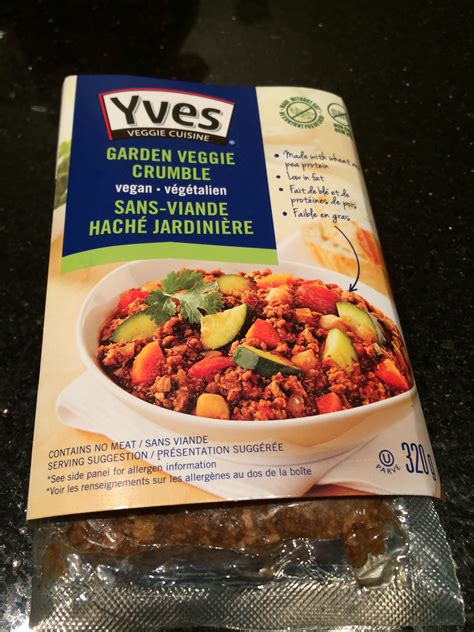 Yves
VEGGIE CUISINE
GARDEN VEGGIE
CRUMBLE
vegan • végétalien
SANS-VIANDE
HACHÉ JARDINIÈRE
• Made with wheat and
pea protein
• Low in fat
• Fait de blé et de
protéines de pois
• Faible en gras
CONTAINS NO MEAT / SANS VIANDE
SERVING SUGGESTION / PRÉSENTATION SUGGÉRÉE
*See side panel for allergen information
*Voir les renseignements sur les allergènes au dos de la boîte
U
PARVE
320g